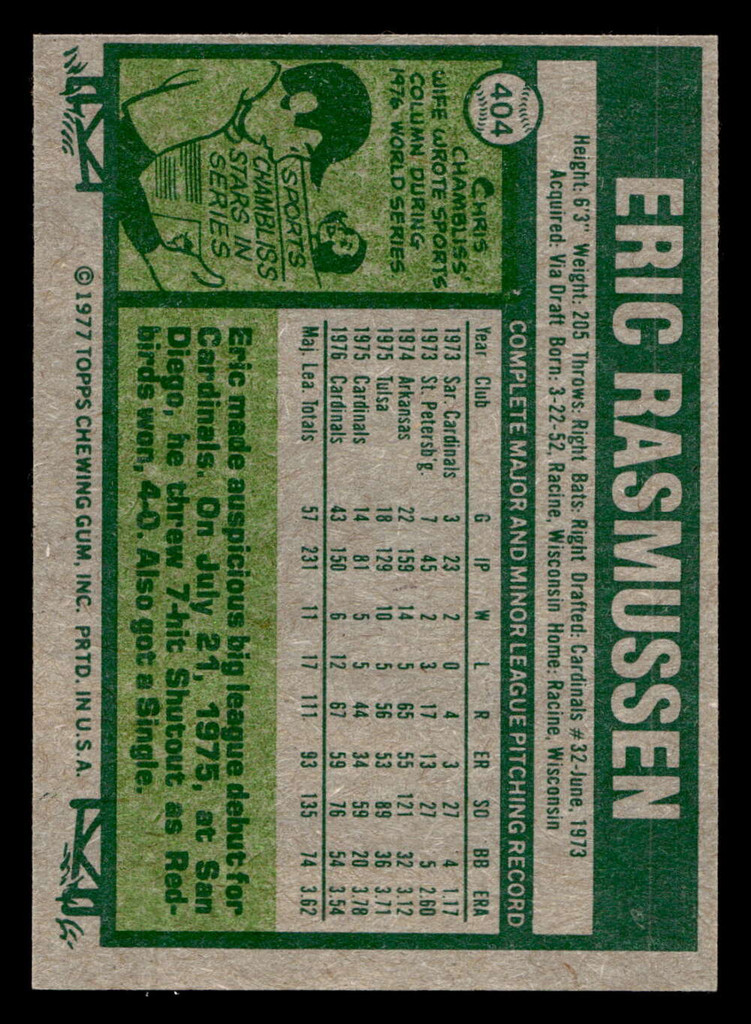 404
ERIC RASMUSSEN
Height: 6'3" Weight: 205 Throws: Right Bats: Right Drafted: Cardinals #32-June, 1973
Acquired: Via Draft Born: 3-22-52, Racine, Wisconsin Home: Racine, Wisconsin
COMPLETE MAJOR AND MINOR LEAGUE PITCHING RECORD
Year Club G IP W L R ER SO BB ERA
1973 Sar. Cardinals 3 23 2 0 4 3 27 4 1.17
1973 St. Petersb'g. 7 45 2 3 17 13 27 5 2.60
1974 Arkansas 22 159 14 5 65 55 121 32 3.12
1975 Tulsa 18 129 10 5 56 53 89 36 3.71
1975 Cardinals 14 81 5 5 44 34 59 20 3.78
1976 Cardinals 43 150 6 12 67 59 76 54 3.54
Maj. Lea. Totals 57 231 11 17 111 93 135 74 3.62
CHRIS
CHAMBLISS'
WIFE WROTE SPORTS
COLUMN DURING
1976 WORLD SERIES.
SPORTS
CHAMBLISS
STARS IN
SERIES
Eric made auspicious big league debut for
Cardinals. On July 21, 1975, at San
Diego, he threw 7-hit Shutout as Red-
birds won, 4-0. Also got a Single.
© 1977 TOPPS CHEWING GUM, INC. PRTD. IN U.S.A.